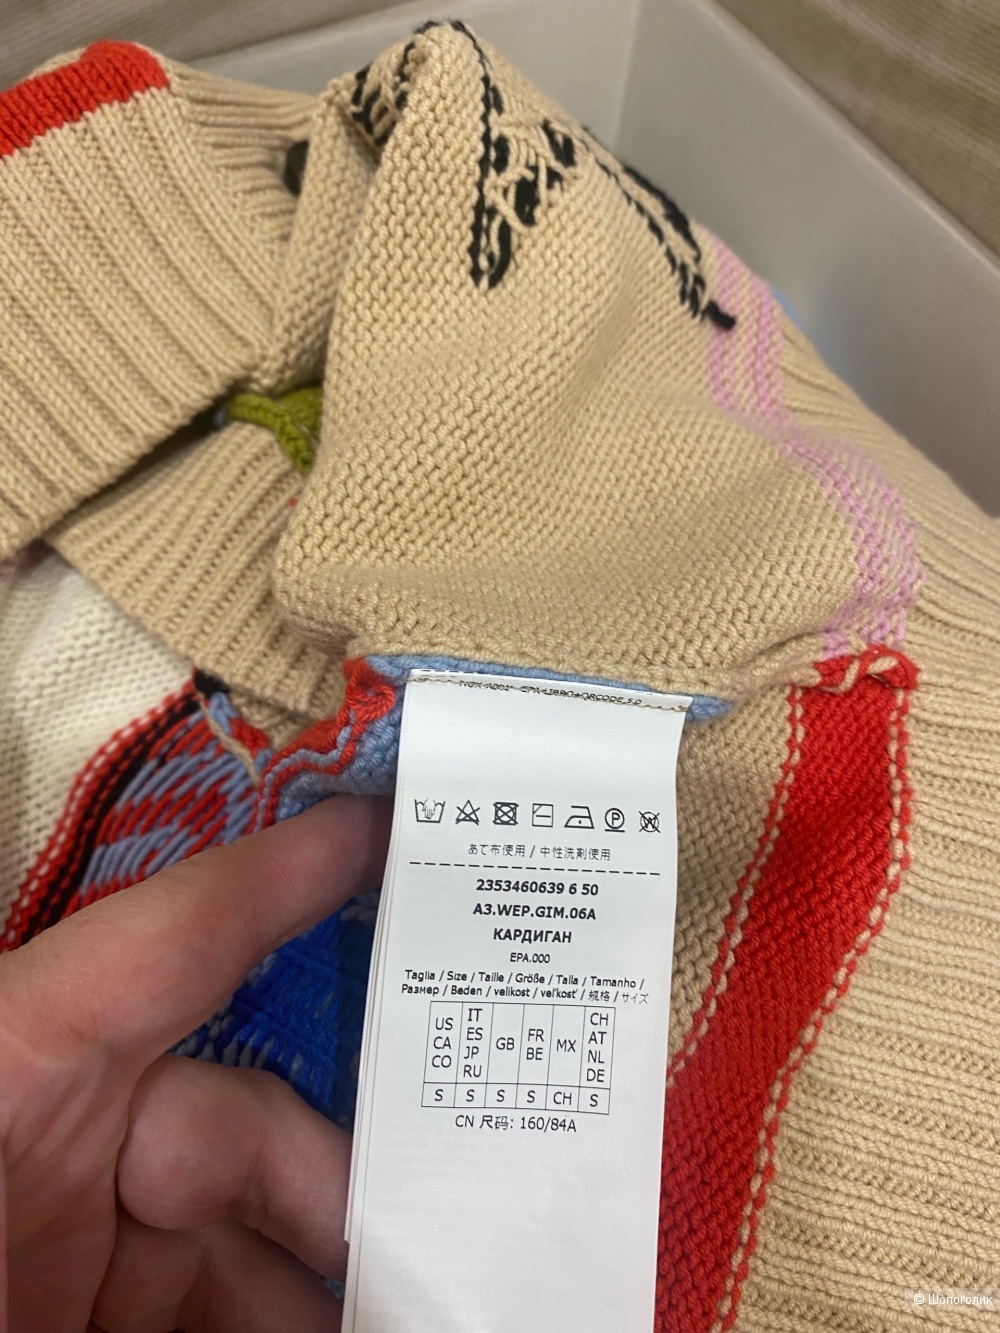 あて布使用 / 中性洗剤使用
2353460639 6 50
A3.WEP.GIM.06A
КАРДИГАН
EPA.000
Taglia / Size / Taille / Größe / Talla / Tamanho /
Размер / Beden / velikost / veľkosť / 规格 / サイズ
US CA CO IT ES JP RU GB FR BE MX CH AT NL DE
S S S S CH S
CN 尺码: 160/84A
© Шопоголик